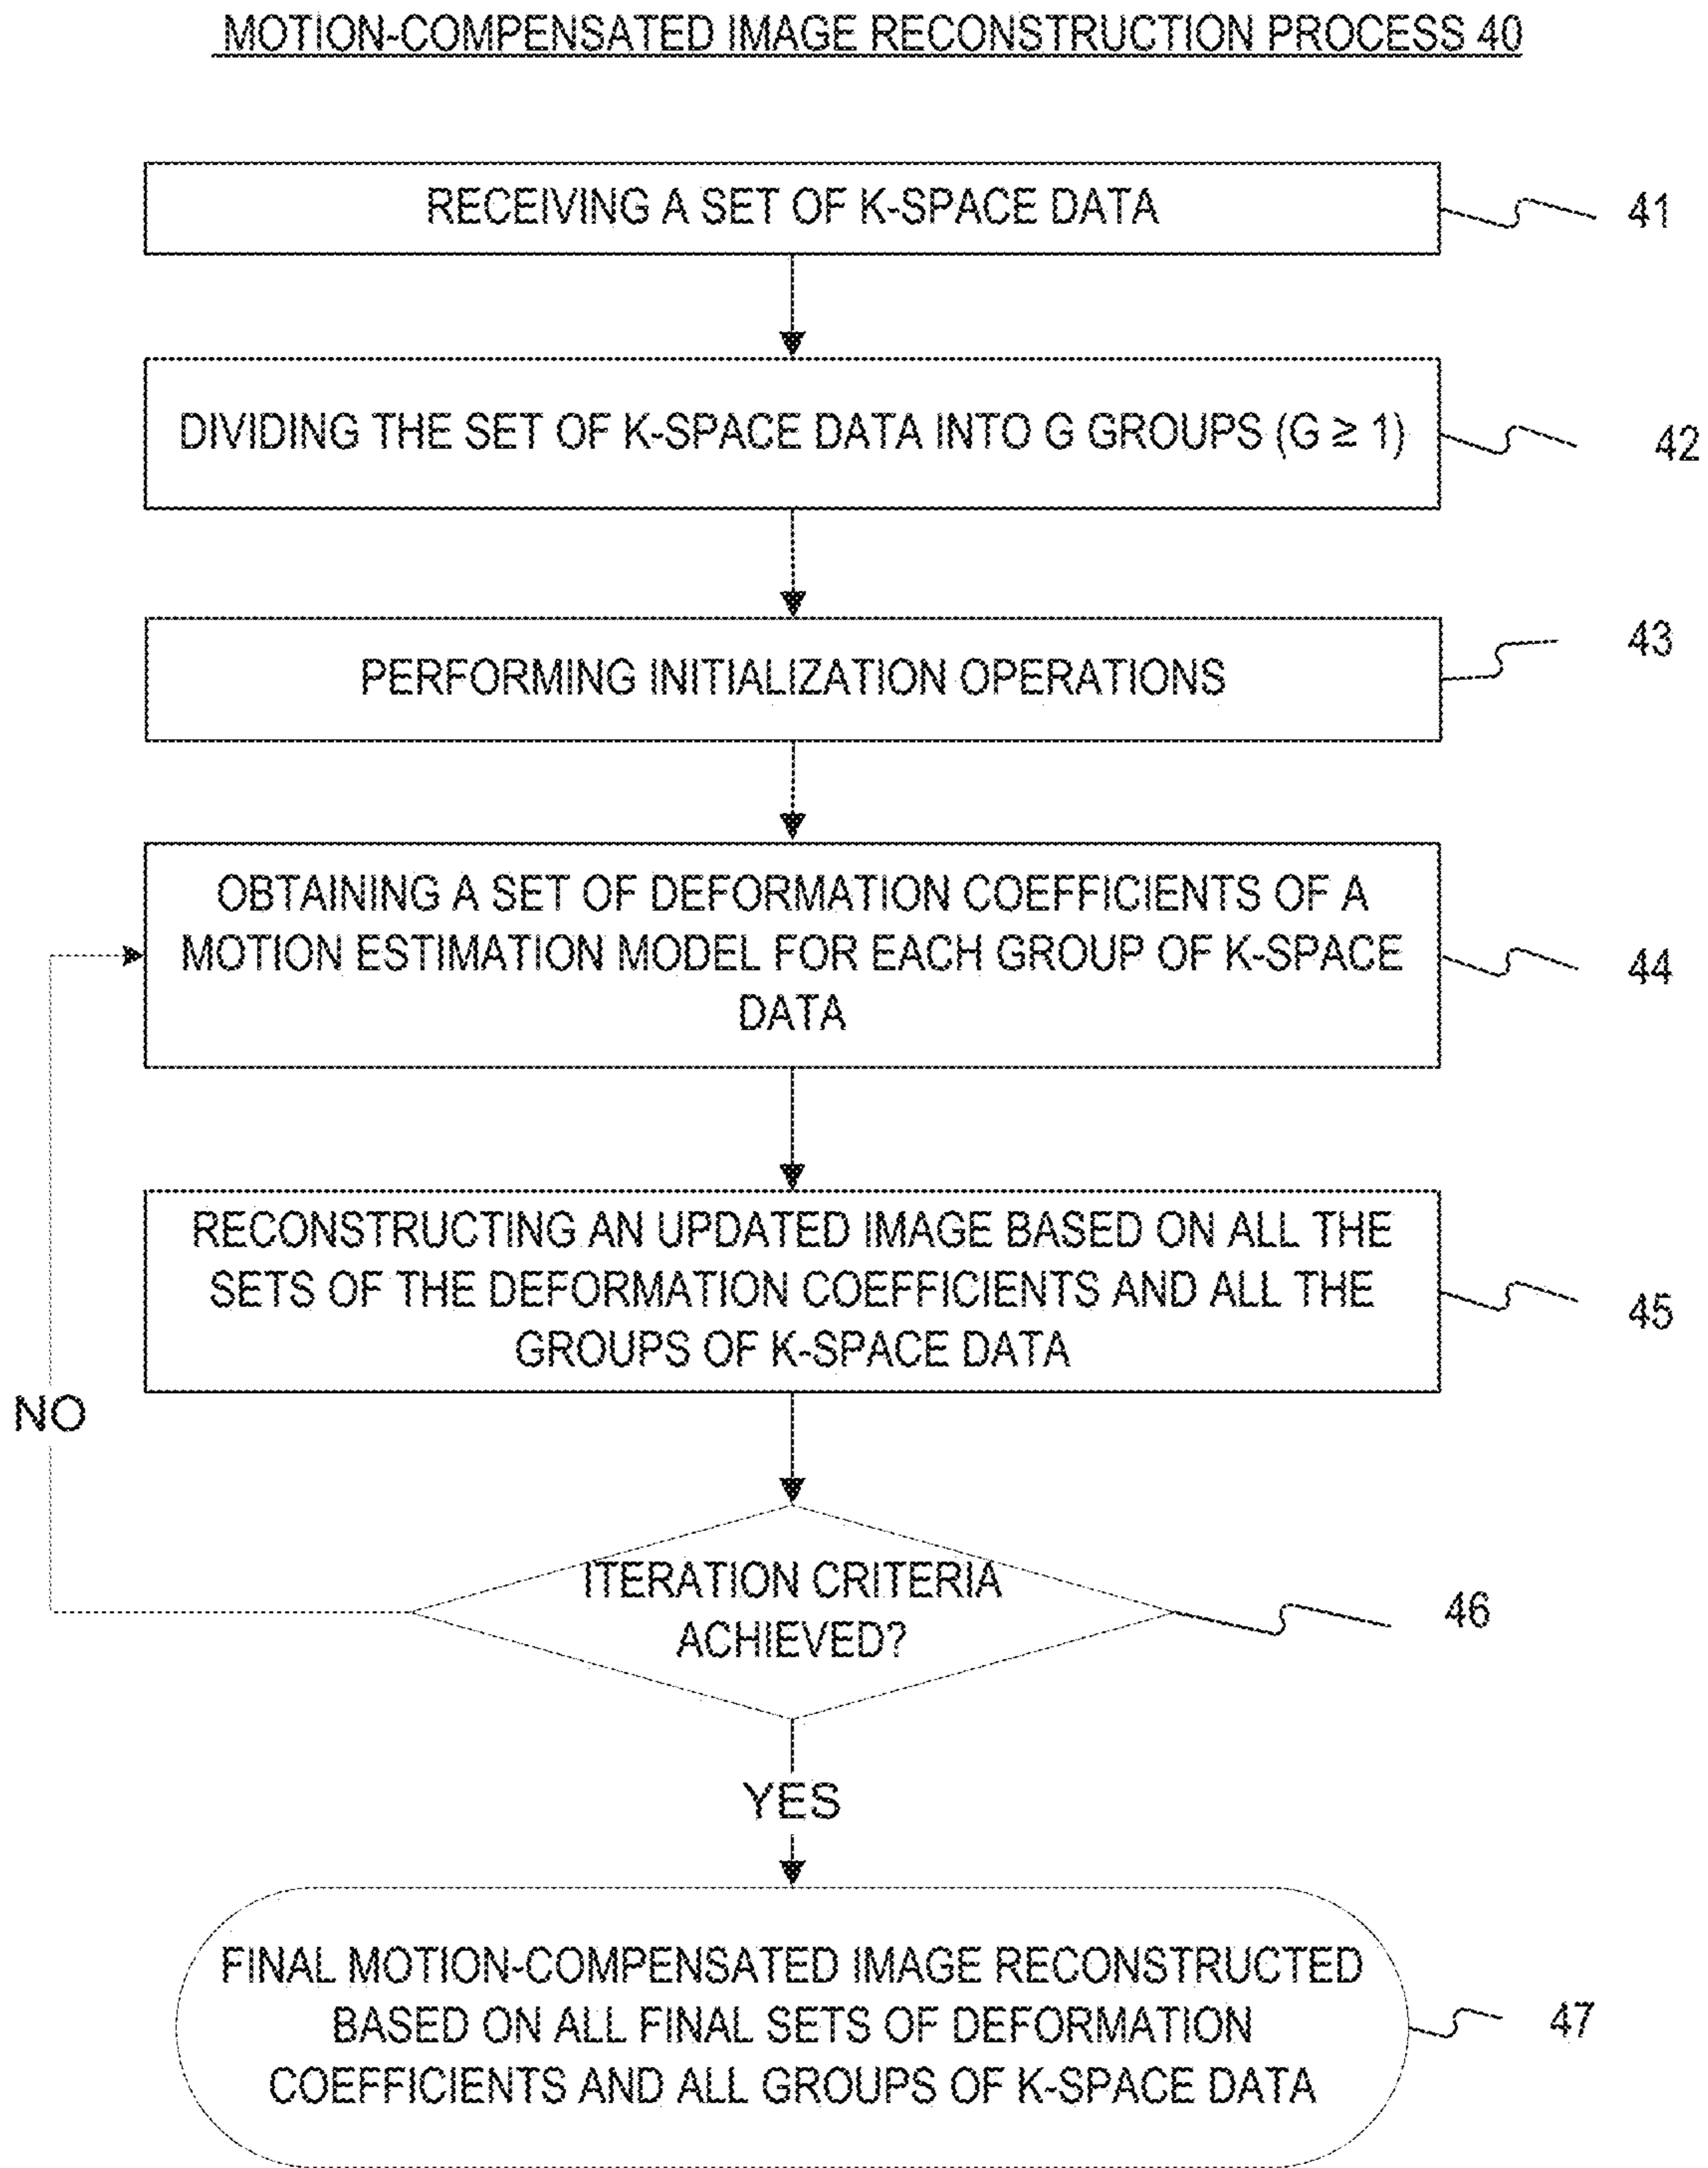 MOTION-COMPENSATED IMAGE RECONSTRUCTION PROCESS 40
RECEIVING A SET OF K-SPACE DATA
41
DIVIDING THE SET OF K-SPACE DATA INTO G GROUPS (G ≥ 1)
42
PERFORMING INITIALIZATION OPERATIONS
43
OBTAINING A SET OF DEFORMATION COEFFICIENTS OF A
MOTION ESTIMATION MODEL FOR EACH GROUP OF K-SPACE
DATA
44
RECONSTRUCTING AN UPDATED IMAGE BASED ON ALL THE
SETS OF THE DEFORMATION COEFFICIENTS AND ALL THE
GROUPS OF K-SPACE DATA
45
NO
ITERATION CRITERIA
ACHIEVED?
46
YES
FINAL MOTION-COMPENSATED IMAGE RECONSTRUCTED
BASED ON ALL FINAL SETS OF DEFORMATION
COEFFICIENTS AND ALL GROUPS OF K-SPACE DATA
47